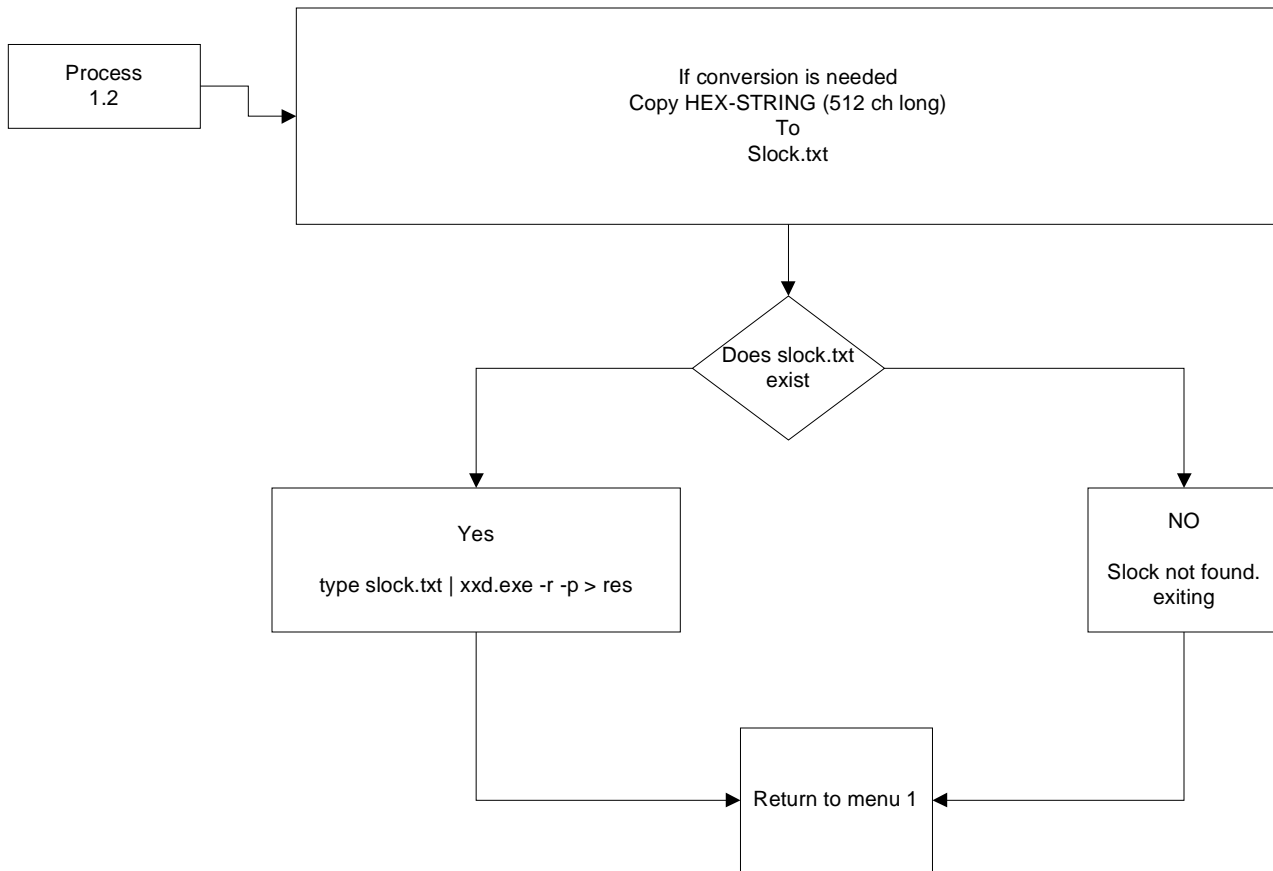 Process
1.2
If conversion is needed
Copy HEX-STRING (512 ch long)
To
Slock.txt
Does slock.txt
exist
Yes
type slock.txt | xxd.exe -r -p > res
NO
Slock not found.
exiting
Return to menu 1